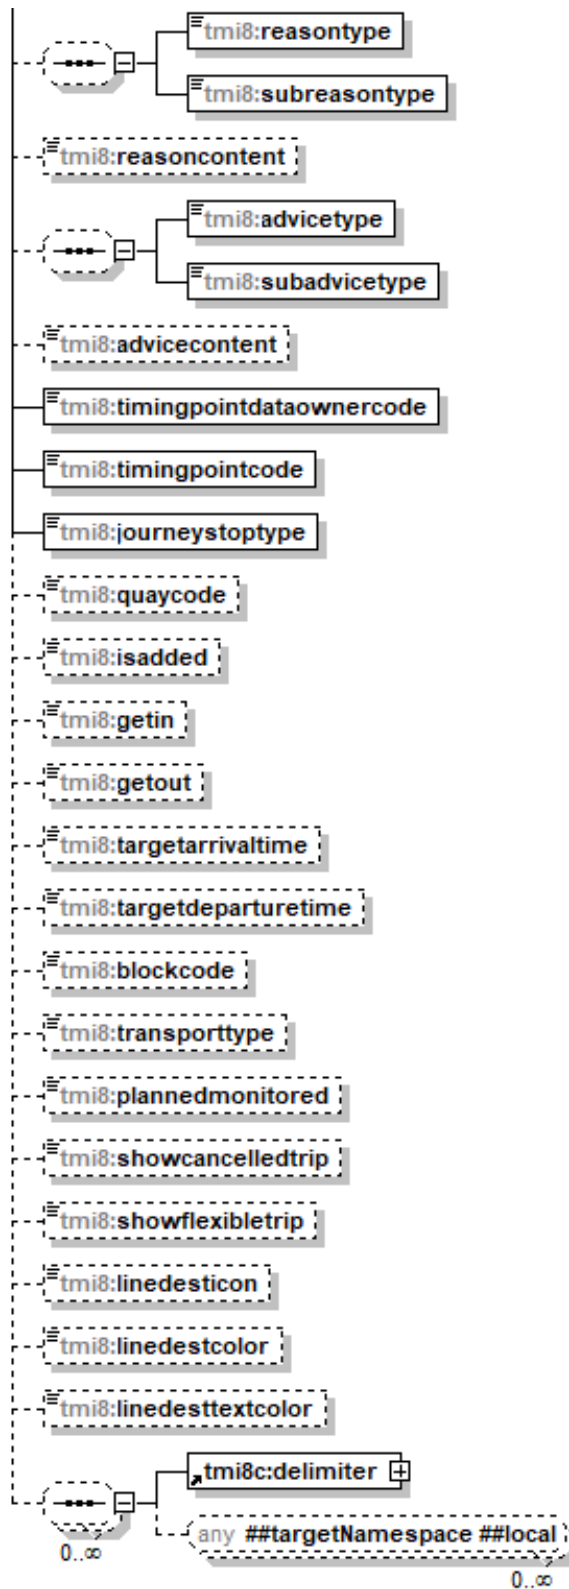 tmi8:reasontype
tmi8:subreasontype
tmi8:reasoncontent
tmi8:advicetype
tmi8:subadvicetype
tmi8:advicecontent
tmi8:timingpointdataownercode
tmi8:timingpointcode
tmi8:journeystoptype
tmi8:quaycode
tmi8:isadded
tmi8:getin
tmi8:getout
tmi8:targetarrivaltime
tmi8:targetdeparturetime
tmi8:blockcode
tmi8:transporttype
tmi8:plannedmonitored
tmi8:showcancelledtrip
tmi8:showflexibletrip
tmi8:linedesticon
tmi8:linedestcolor
tmi8:linedesttextcolor
tmi8c:delimiter
any ##targetNamespace ##local
0..∞
0..∞